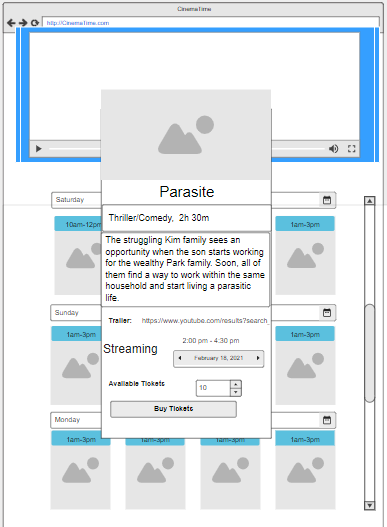 CinemaTime
http://CinemaTime.com
Parasite
Thriller/Comedy, 2h 30m
The struggling Kim family sees an
opportunity when the son starts working
for the wealthy Park family. Soon, all of
them find a way to work within the same
household and start living a parasitic
life.
Trailer: https://www.youtube.com/results?search
Streaming
2:00 pm - 4:30 pm
February 18, 2021
Available Tickets
10
Buy Tickets
Saturday
10am-12pm
1am-3pm
Sunday
1am-3pm
1am-3pm
Monday
1am-3pm
1am-3pm
1am-3pm
1am-3pm